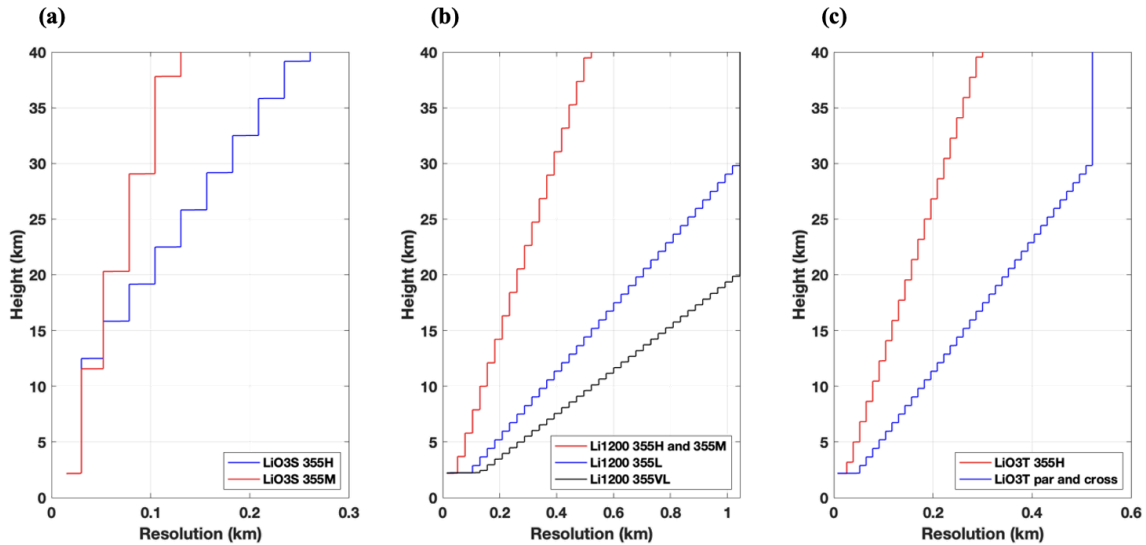 (a)
(b)
(c)
40
35
30
25
20
15
10
5
0
Height (km)
0
0.1
0.2
0.3
Resolution (km)
LiO3S 355H
LiO3S 355M
40
35
30
25
20
15
10
5
0
Height (km)
0
0.2
0.4
0.6
0.8
1
Resolution (km)
Li1200 355H and 355M
Li1200 355L
Li1200 355VL
40
35
30
25
20
15
10
5
0
Height (km)
0
0.2
0.4
0.6
Resolution (km)
LiO3T 355H
LiO3T par and cross